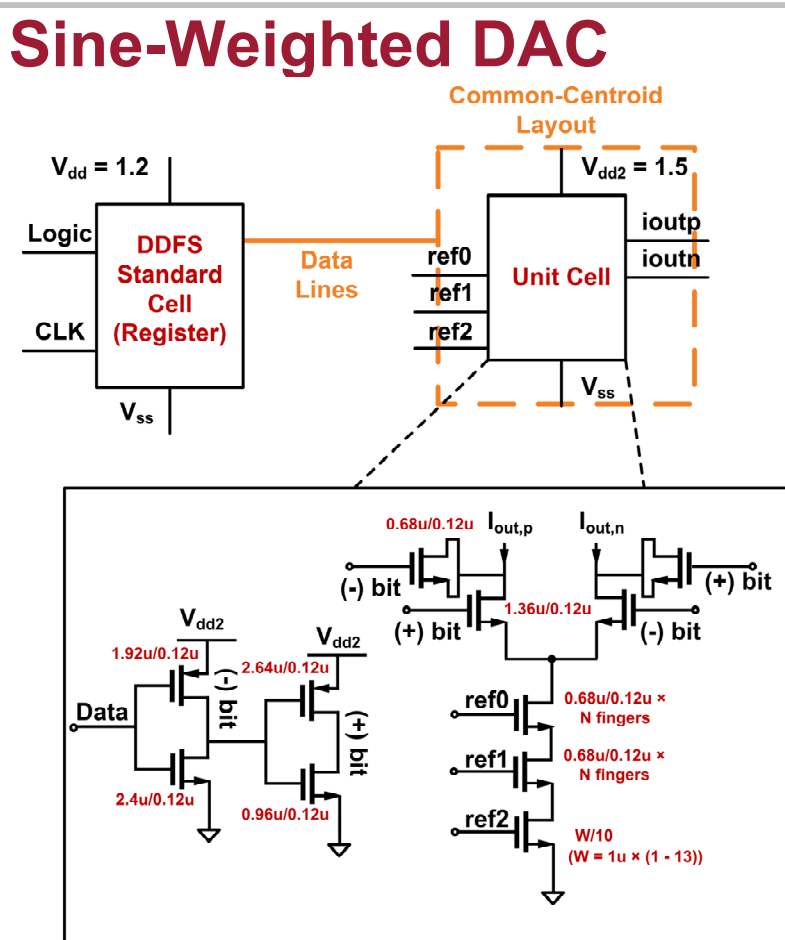 Sine-Weighted DAC
Common-Centroid
Layout
Vdd = 1.2
Vdd2 = 1.5
Logic
CLK
DDFS
Standard
Cell
(Register)
Vss
Data
Lines
ref0
ref1
ref2
Unit Cell
ioutp
ioutn
Vss
0.68u/0.12u
Iout,p
Iout,n
(-) bit
(+) bit
(+) bit
1.36u/0.12u
(-) bit
Vdd2
1.92u/0.12u
(-) bit
Data
2.4u/0.12u
Vdd2
2.64u/0.12u
(+) bit
0.96u/0.12u
ref0
0.68u/0.12u ×
N fingers
ref1
0.68u/0.12u ×
N fingers
ref2
W/10
(W = 1u × (1 - 13))